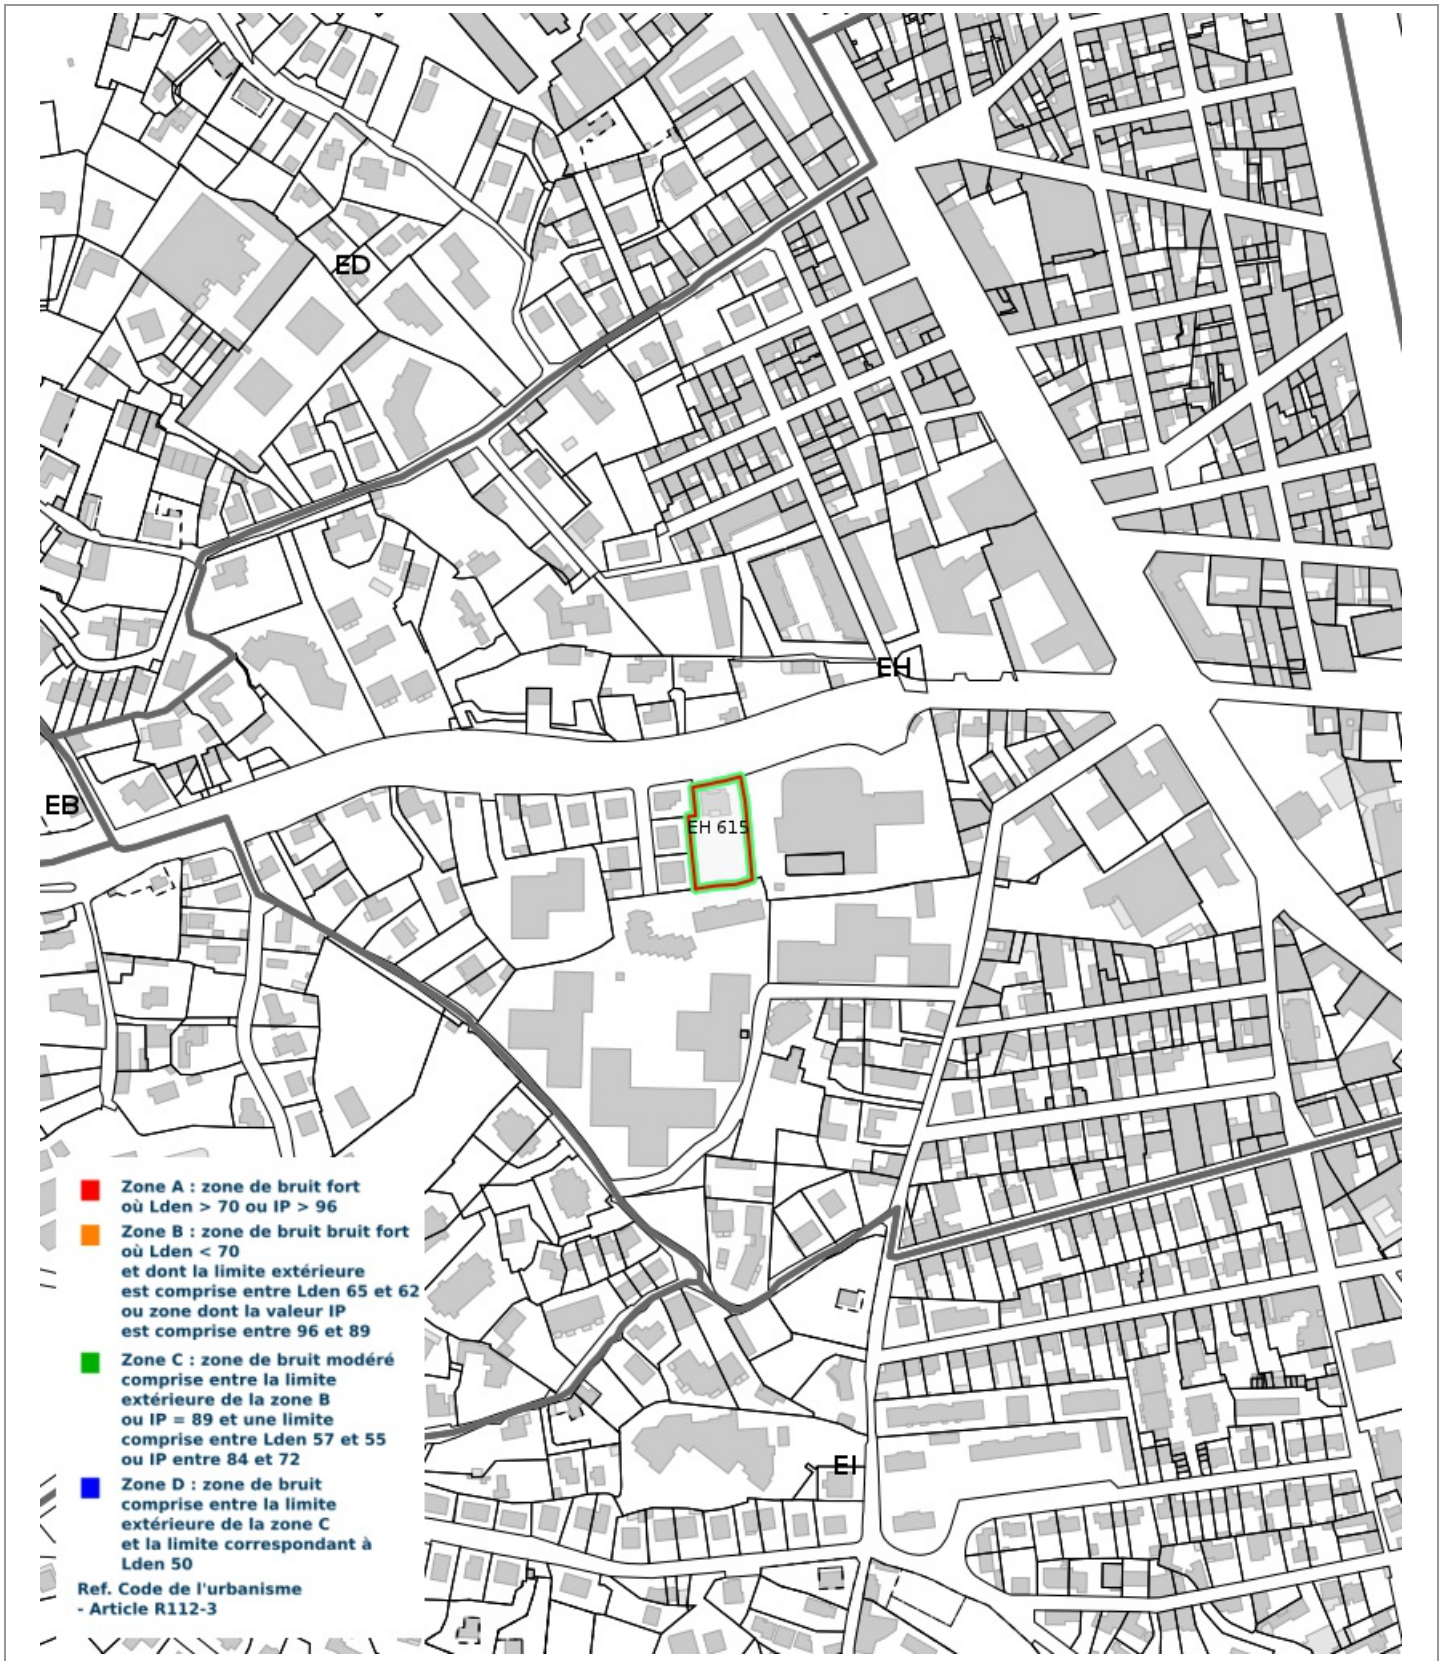 ED
EH
EB
EH 615
Zone A : zone de bruit fort
où Lden > 70 ou IP > 96
Zone B : zone de bruit bruit fort
où Lden < 70
et dont la limite extérieure
est comprise entre Lden 65 et 62
ou zone dont la valeur IP
est comprise entre 96 et 89
Zone C : zone de bruit modéré
comprise entre la limite
extérieure de la zone B
ou IP = 89 et une limite
comprise entre Lden 57 et 55
ou IP entre 84 et 72
EI
Zone D : zone de bruit
comprise entre la limite
extérieure de la zone C
et la limite correspondant à
Lden 50
Ref. Code de l'urbanisme
- Article R112-3